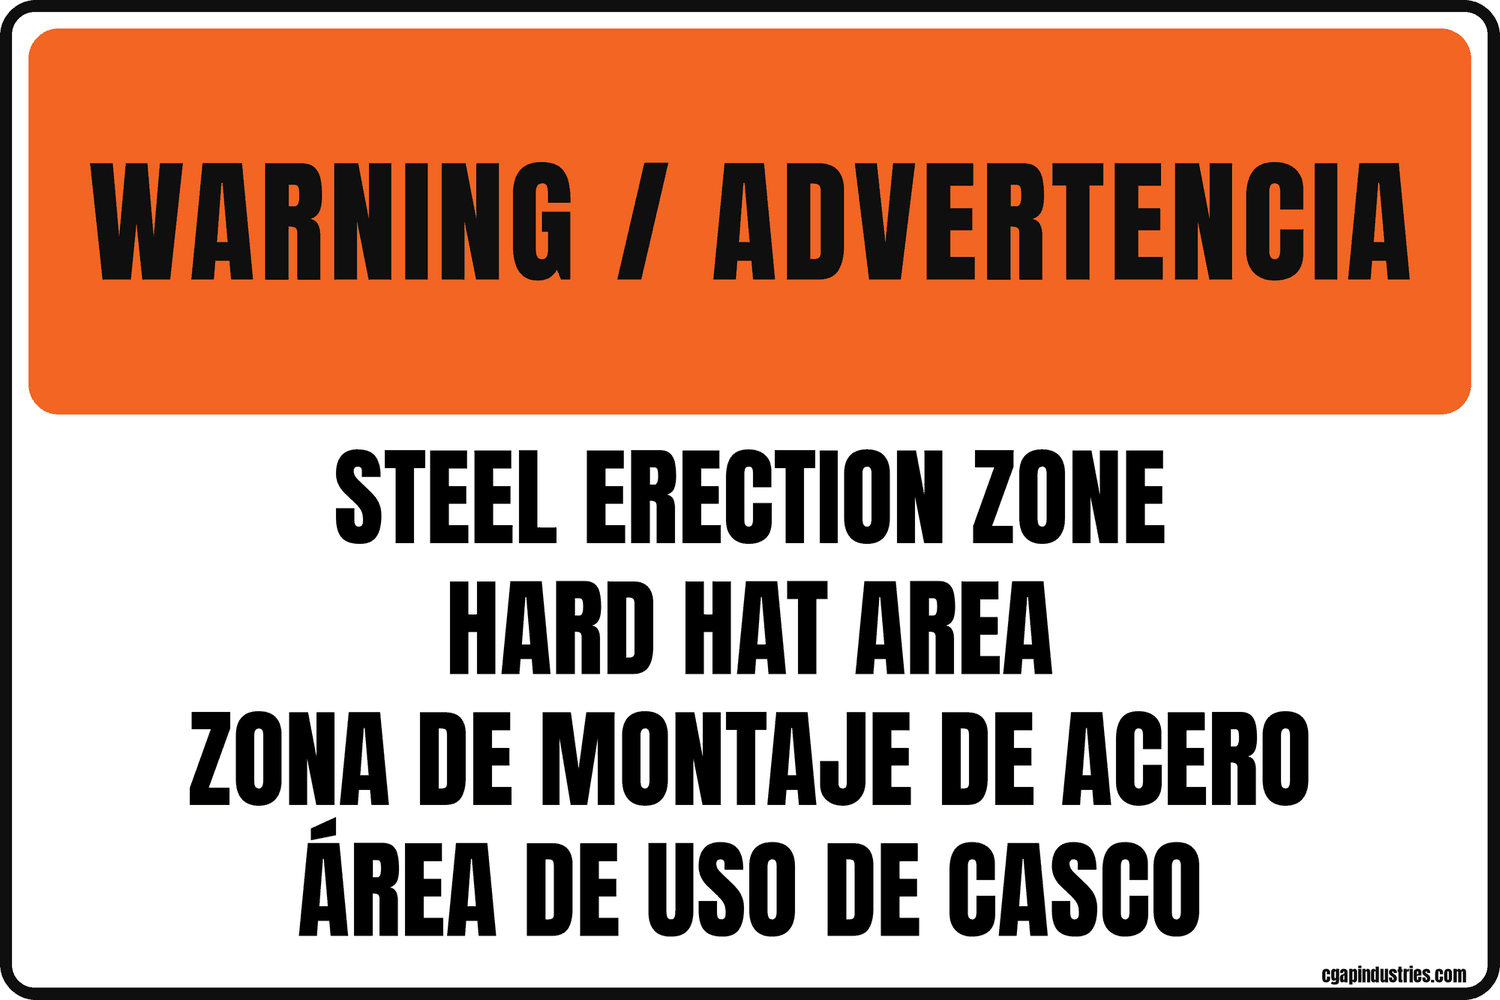 WARNING / ADVERTENCIA
STEEL ERECTION ZONE
HARD HAT AREA
ZONA DE MONTAJE DE ACERO
ÁREA DE USO DE CASCO
cgapindustries.com